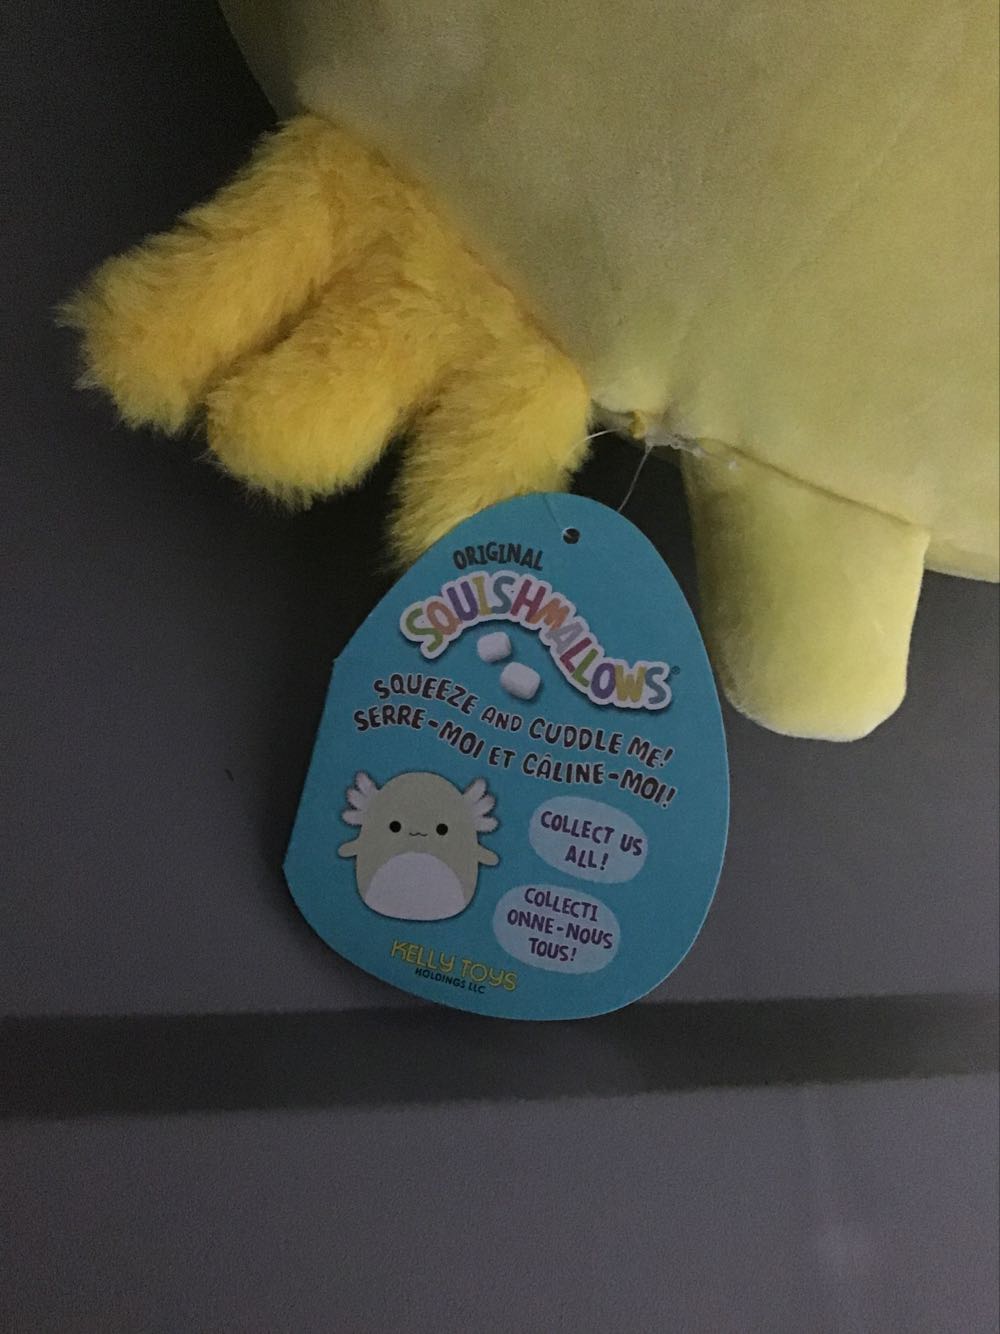 ORIGINAL
SQUISHMALLOWS®
SQUEEZE AND CUDDLE ME!
SERRE-MOI ET CÂLINE-MOI!
COLLECT US
ALL!
COLLECTI
ONNE-NOUS
TOUS!
KELLY TOYS
HOLDINGS LLC